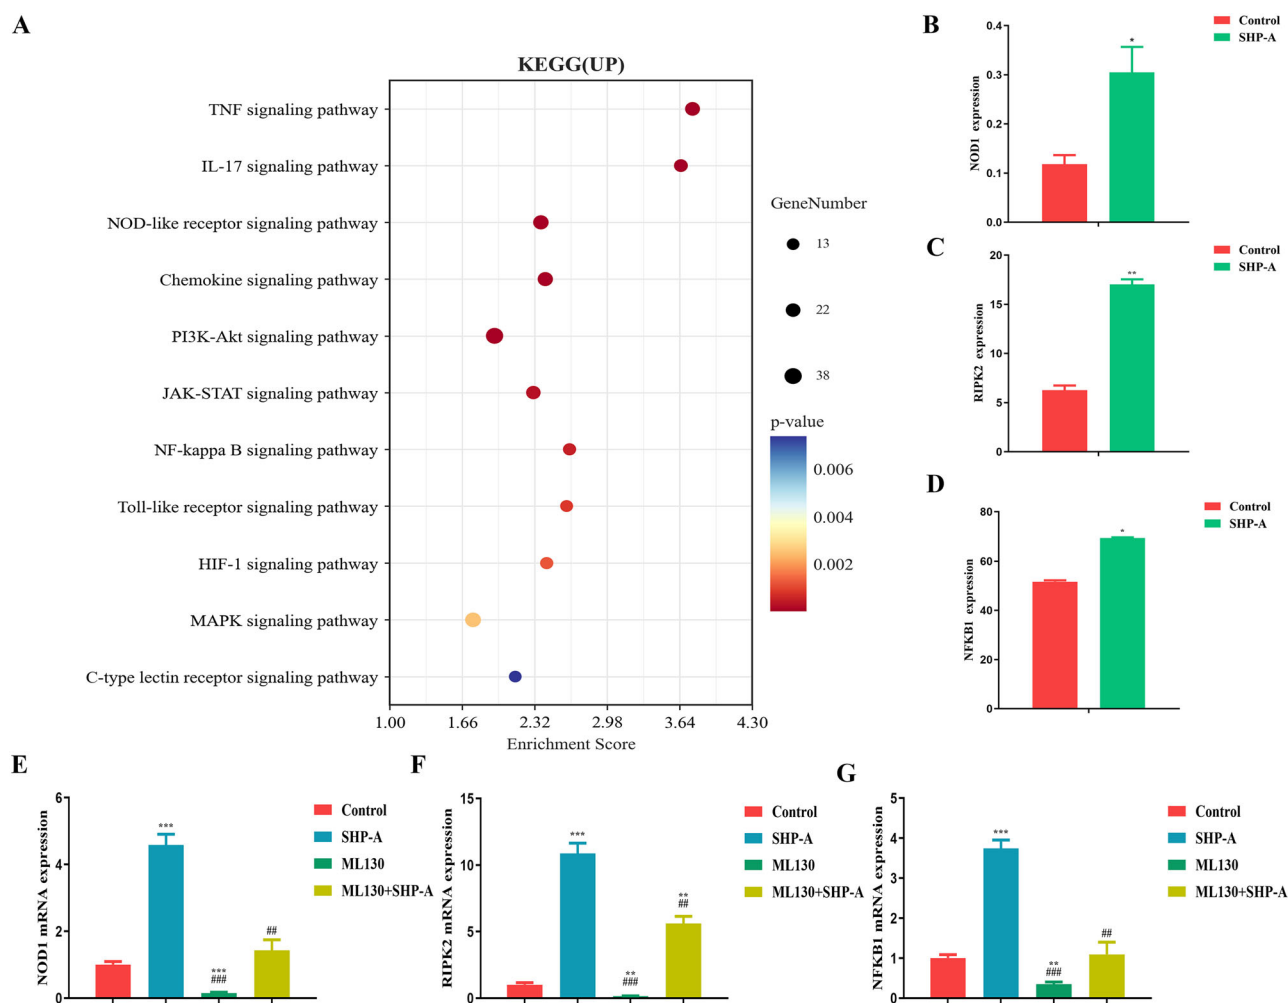 A
KEGG(UP)
TNF signaling pathway
IL-17 signaling pathway
NOD-like receptor signaling pathway
Chemokine signaling pathway
PI3K-Akt signaling pathway
JAK-STAT signaling pathway
NF-kappa B signaling pathway
Toll-like receptor signaling pathway
HIF-1 signaling pathway
MAPK signaling pathway
C-type lectin receptor signaling pathway
1.00 1.66 2.32 2.98 3.64 4.30
Enrichment Score
GeneNumber
13
22
38
p-value
0.006
0.004
0.002
B
NOD1 expression
0.4
0.3
0.2
0.1
0.0
*
Control
SHP-A
C
RIPK2 expression
20
15
10
5
0
**
Control
SHP-A
D
NFKB1 expression
80
60
40
20
0
*
Control
SHP-A
E
NOD1 mRNA expression
6
4
2
0
***
***
###
##
Control
SHP-A
ML130
ML130+SHP-A
F
RIPK2 mRNA expression
15
10
5
0
***
**
###
**
##
Control
SHP-A
ML130
ML130+SHP-A
G
NFKB1 mRNA expression
5
4
3
2
1
0
***
**
###
##
Control
SHP-A
ML130
ML130+SHP-A